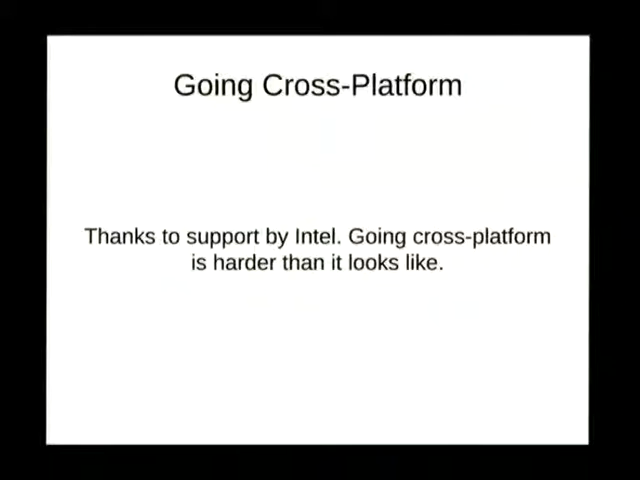 Going Cross-Platform
Thanks to support by Intel. Going cross-platform
is harder than it looks like.